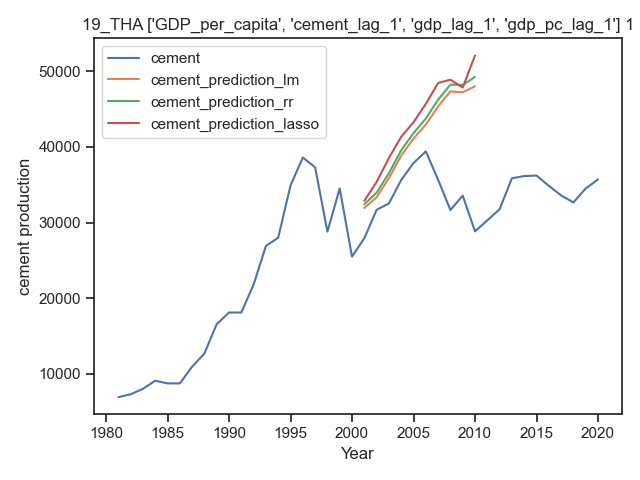 19_THA ['GDP_per_capita', 'cement_lag_1', 'gdp_lag_1', 'gdp_pc_lag_1'] 1
cement
cement_prediction_lm
cement_prediction_rr
cement_prediction_lasso
cement production
50000
40000
30000
20000
10000
1980 1985 1990 1995 2000 2005 2010 2015 2020
Year